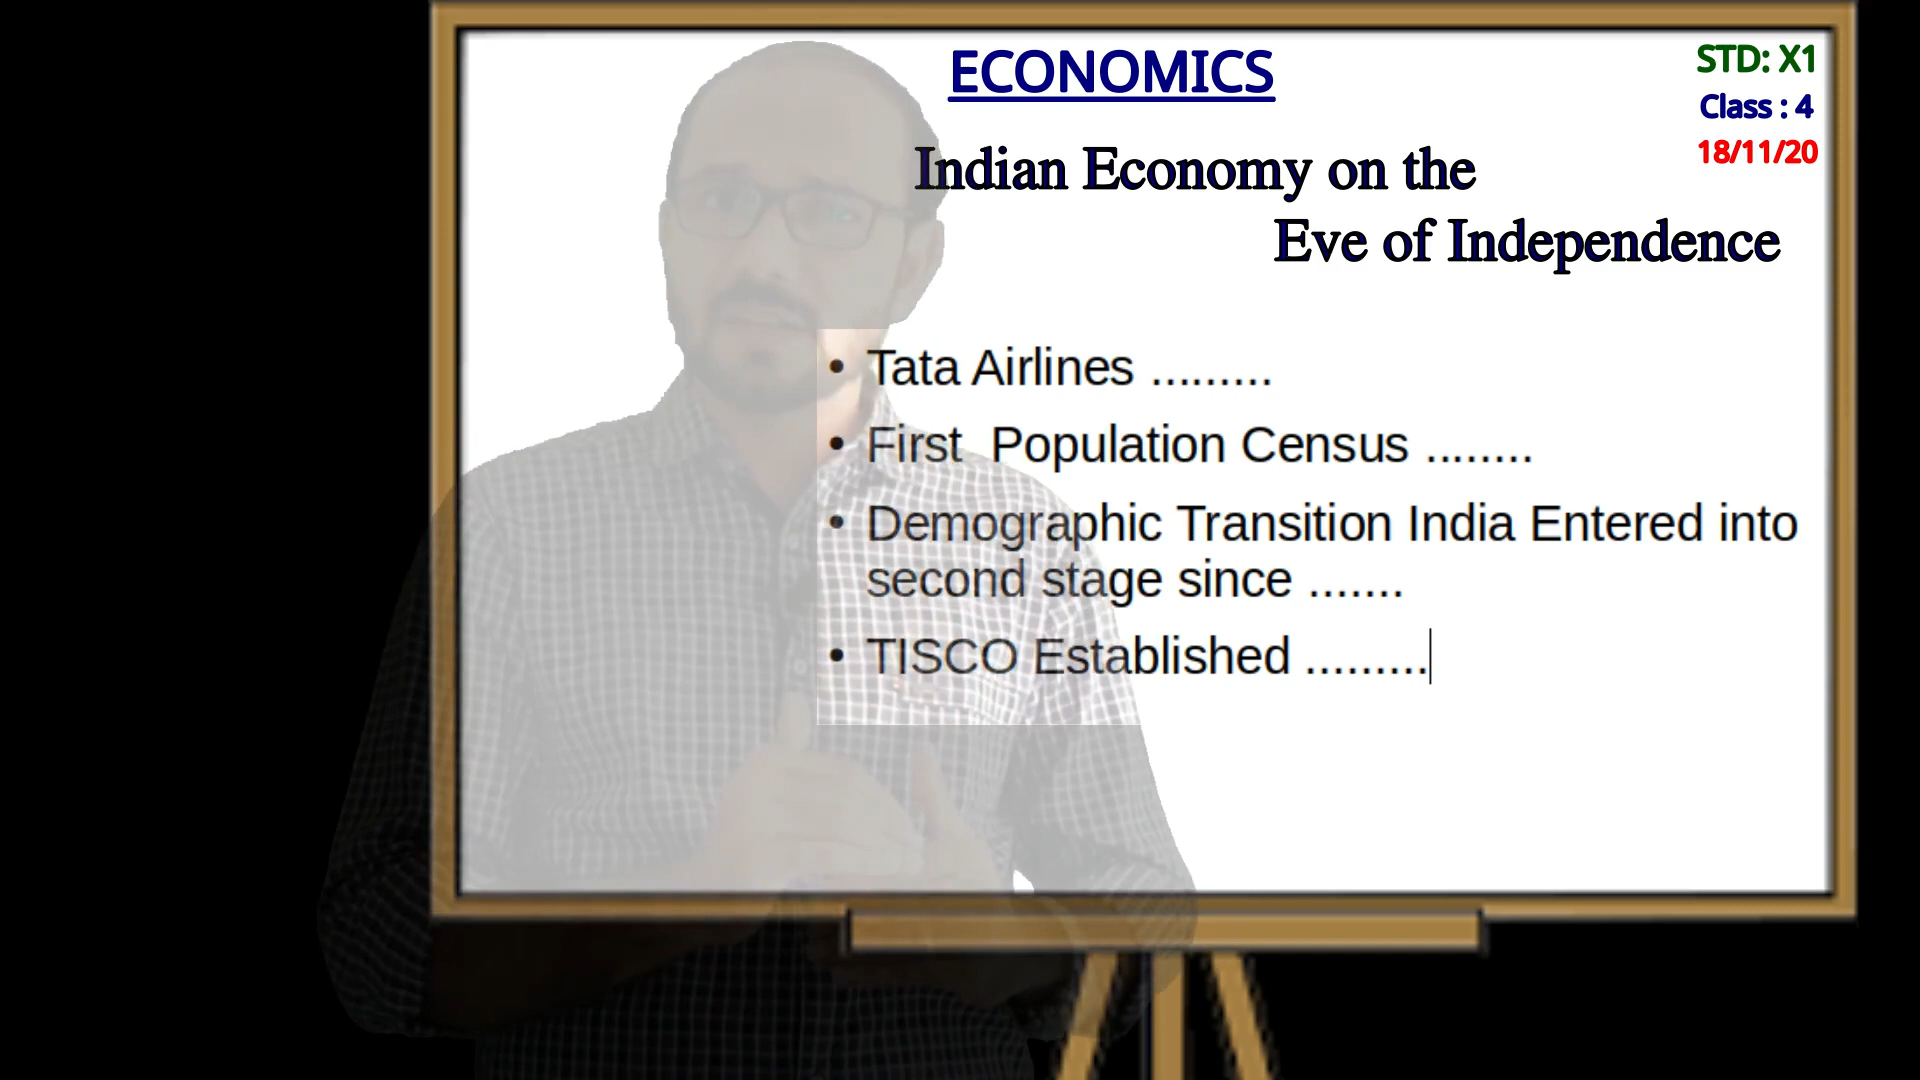 ECONOMICS
STD: X1
Class : 4
18/11/20
Indian Economy on the
Eve of Independence
• Tata Airlines .........
• First  Population Census ........
• Demographic Transition India Entered into
second stage since .......
• TISCO Established .........